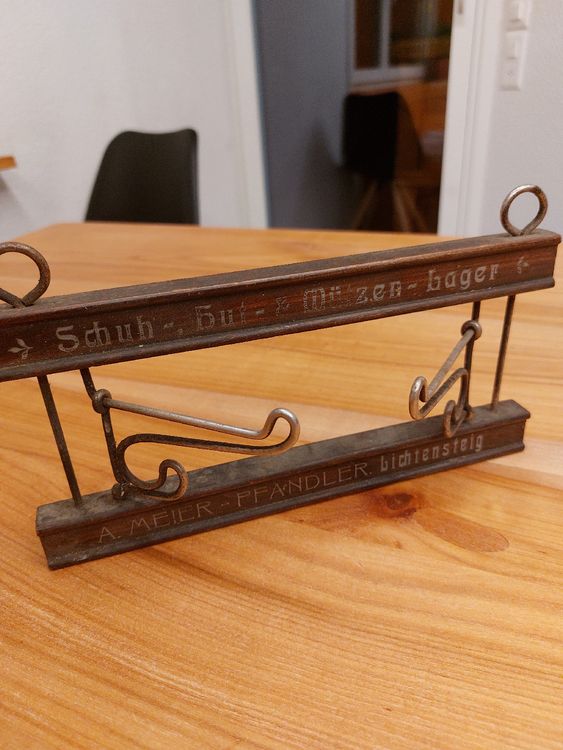 Schuh-, Hut- & Mützen-Lager
A. MEIER - PFÄNDLER. Lichtensteig